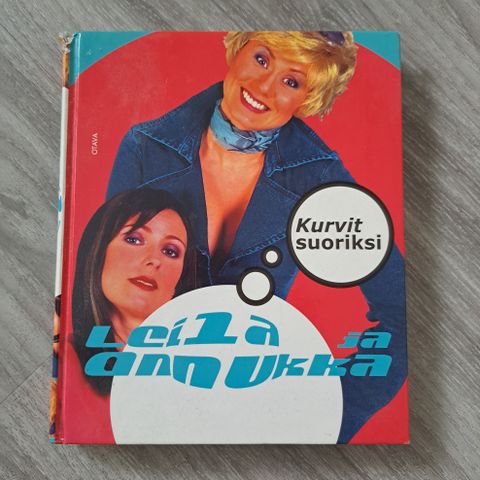 OTAVA
Kurvit
suoriksi
Leila ja
annukka